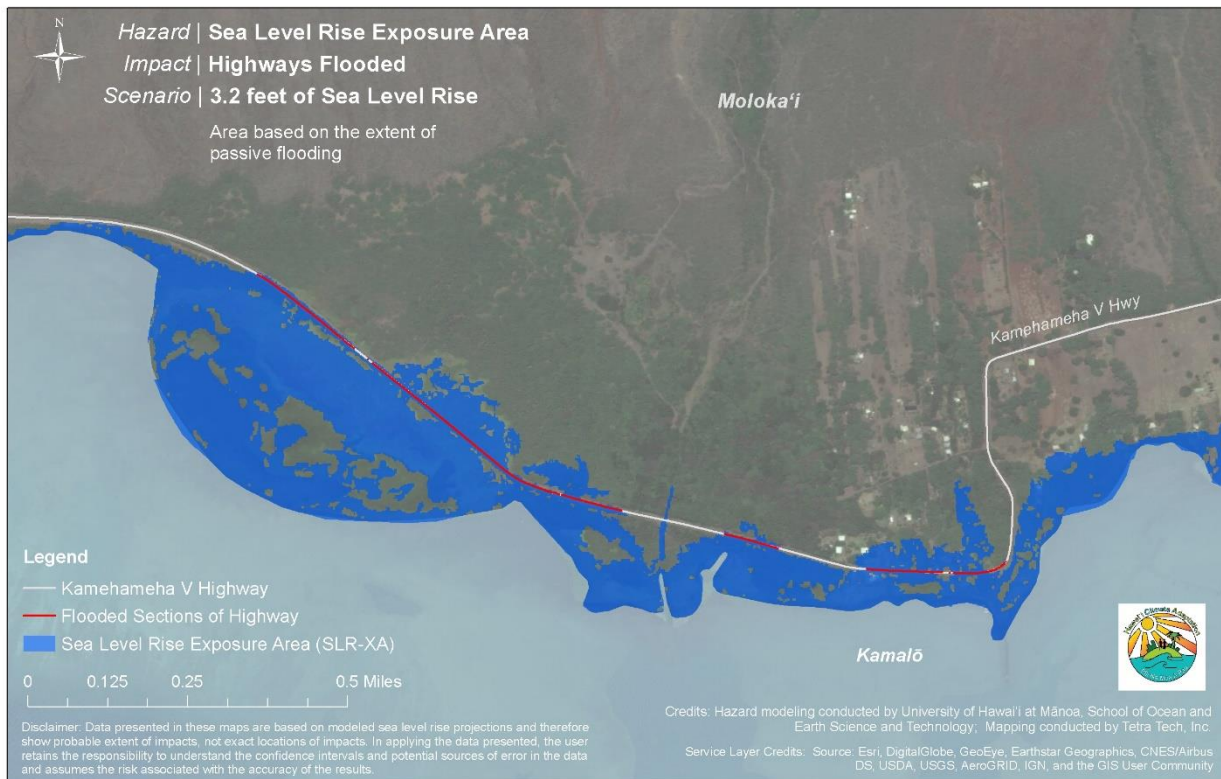 N
Hazard | Sea Level Rise Exposure Area
Impact | Highways Flooded
Scenario | 3.2 feet of Sea Level Rise
Area based on the extent of
passive flooding
Moloka‘i
Kamehameha V Hwy
Kamalō
Legend
Kamehameha V Highway
Flooded Sections of Highway
Sea Level Rise Exposure Area (SLR-XA)
0 0.125 0.25 0.5 Miles
Disclaimer: Data presented in these maps are based on modeled sea level rise projections and therefore
show probable extent of impacts, not exact locations of impacts. In applying the data presented, the user
retains the responsibility to understand the confidence intervals and potential sources of error in the data
and assumes the risk associated with the accuracy of the results.
Hawai‘i Climate Adaptation
Credits: Hazard modeling conducted by University of Hawai‘i at Mānoa, School of Ocean and
Earth Science and Technology; Mapping conducted by Tetra Tech, Inc.
Service Layer Credits: Source: Esri, DigitalGlobe, GeoEye, Earthstar Geographics, CNES/Airbus
DS, USDA, USGS, AeroGRID, IGN, and the GIS User Community